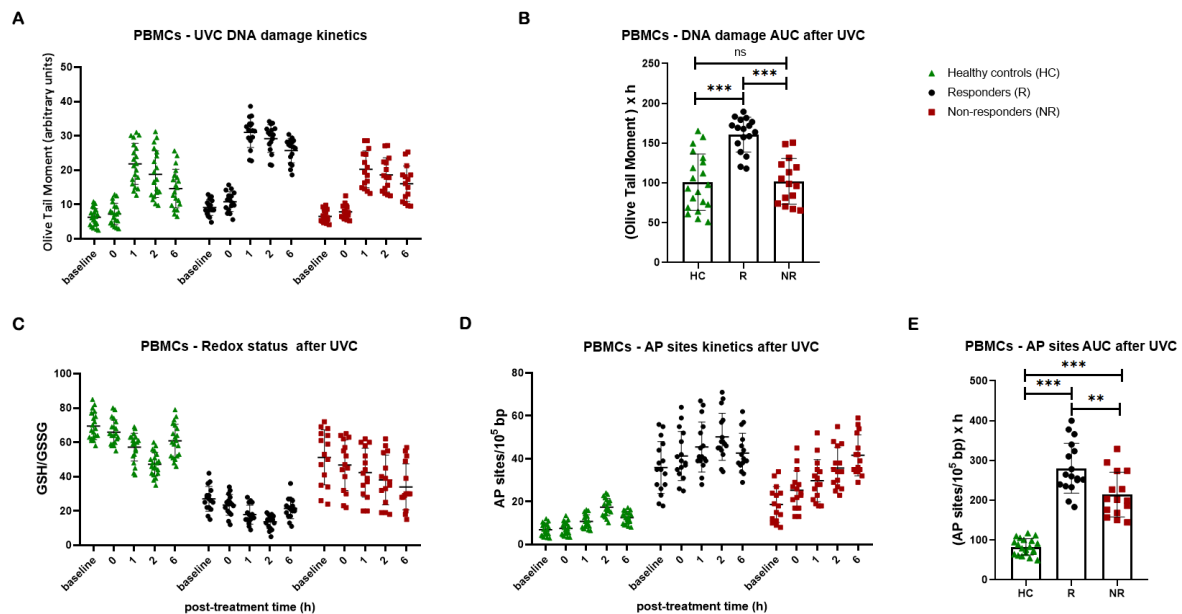 A
PBMCs - UVC DNA damage kinetics
Olive Tail Moment (arbitrary units)
50
40
30
20
10
0
baseline 0 1 2 6 baseline 0 1 2 6 baseline 0 1 2 6
B
PBMCs - DNA damage AUC after UVC
ns
*** ***
(Olive Tail Moment ) x h
200
150
100
50
0
HC R NR
Healthy controls (HC)
Responders (R)
Non-responders (NR)
C
PBMCs - Redox status after UVC
GSH/GSSG
100
80
60
40
20
0
baseline 0 1 2 6 baseline 0 1 2 6 baseline 0 1 2 6
post-treatment time (h)
D
PBMCs - AP sites kinetics after UVC
AP sites/10⁵ bp
80
60
40
20
0
baseline 0 1 2 6 baseline 0 1 2 6 baseline 0 1 2 6
post-treatment time (h)
E
PBMCs - AP sites AUC after UVC
***
***
**
(AP sites/10⁵ bp) x h
500
400
300
200
100
0
HC R NR